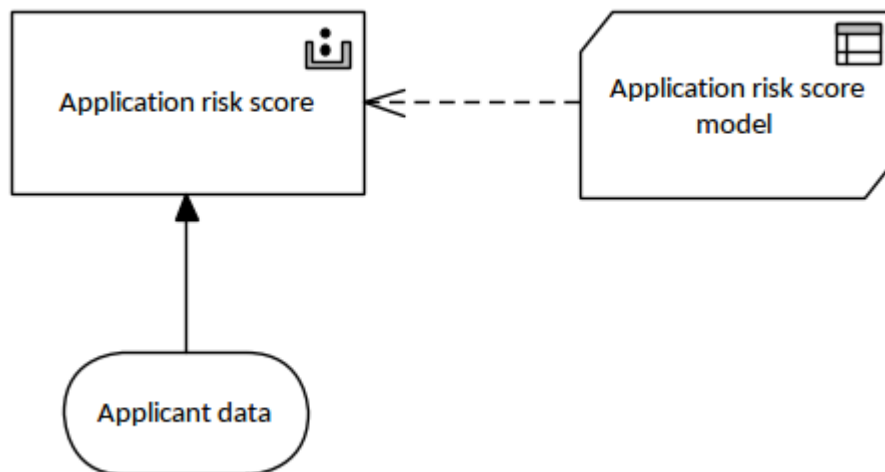 Application risk score
Application risk score
model
Applicant data